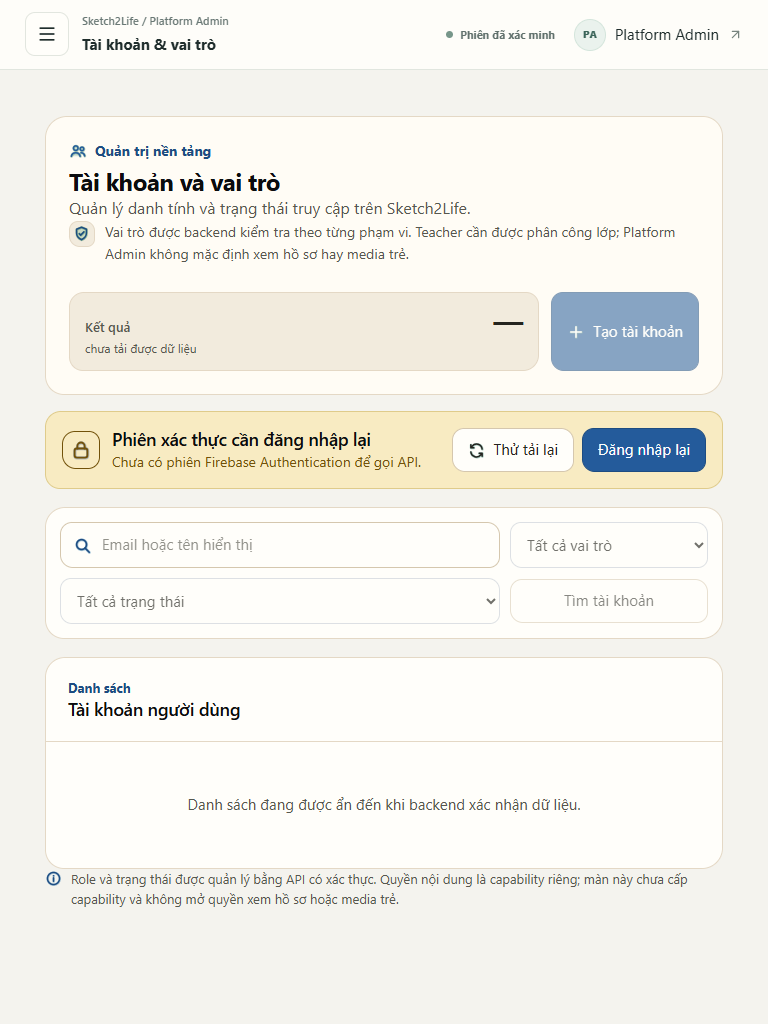 Sketch2Life / Platform Admin
Tài khoản & vai trò
Phiên đã xác minh
PA
Platform Admin
Quản trị nền tảng
Tài khoản và vai trò
Quản lý danh tính và trạng thái truy cập trên Sketch2Life.
Vai trò được backend kiểm tra theo từng phạm vi. Teacher cần được phân công lớp; Platform
Admin không mặc định xem hồ sơ hay media trẻ.
Kết quả
—
chưa tải được dữ liệu
Tạo tài khoản
Phiên xác thực cần đăng nhập lại
Chưa có phiên Firebase Authentication để gọi API.
Thử tải lại
Đăng nhập lại
Email hoặc tên hiển thị
Tất cả vai trò
Tất cả trạng thái
Tìm tài khoản
Danh sách
Tài khoản người dùng
Danh sách đang được ẩn đến khi backend xác nhận dữ liệu.
Role và trạng thái được quản lý bằng API có xác thực. Quyền nội dung là capability riêng; màn này chưa cấp
capability và không mở quyền xem hồ sơ hoặc media trẻ.